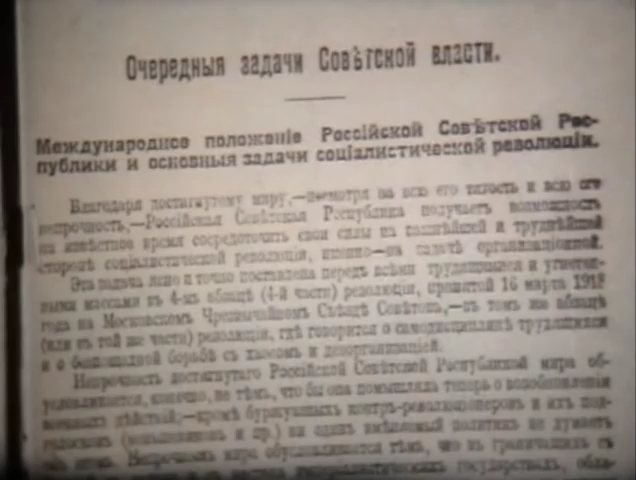 Очередныя задачи Совѣтской власти.
Международное положеніе Россійской Совѣтской Рес-
публики и основныя задачи соціалистической революціи.
Благодаря достигнутому миру,—несмотря на всю его тягость и всю его
непрочность,—Россійская Совѣтская Республика получаетъ возможность
на извѣстное время сосредоточить свои силы на важнѣйшей и труднѣйшей
сторонѣ соціалистической революціи, именно—на задачѣ организаціонной.
Эта задача ясно и точно поставлена передъ всѣми трудящимися и угнетен-
ными массами въ 4-мъ абзацѣ (4-й части) резолюціи, принятой 16 марта 1918
года на Московскомъ Чрезвычайномъ Съѣздѣ Совѣтовъ,—въ томъ же абзацѣ
(или въ той же части) резолюціи, гдѣ говорится о самодисциплинѣ трудящихся
и о безпощадной борьбѣ съ хаосомъ и дезорганизаціей.
Непрочность достигнутаго Россійской Совѣтской Республикой мира об-
условливается, конечно, не тѣмъ, что бы она помышляла теперь о возобновленіи
военныхъ дѣйствій;—кромѣ буржуазныхъ контръ-революціонеровъ и ихъ под-
голосковъ (меньшевиковъ и пр.) ни одинъ вмѣняемый политикъ не думаетъ
объ этомъ. Непрочность мира обусловливается тѣмъ, что въ граничащихъ съ
государствахъ, обла-